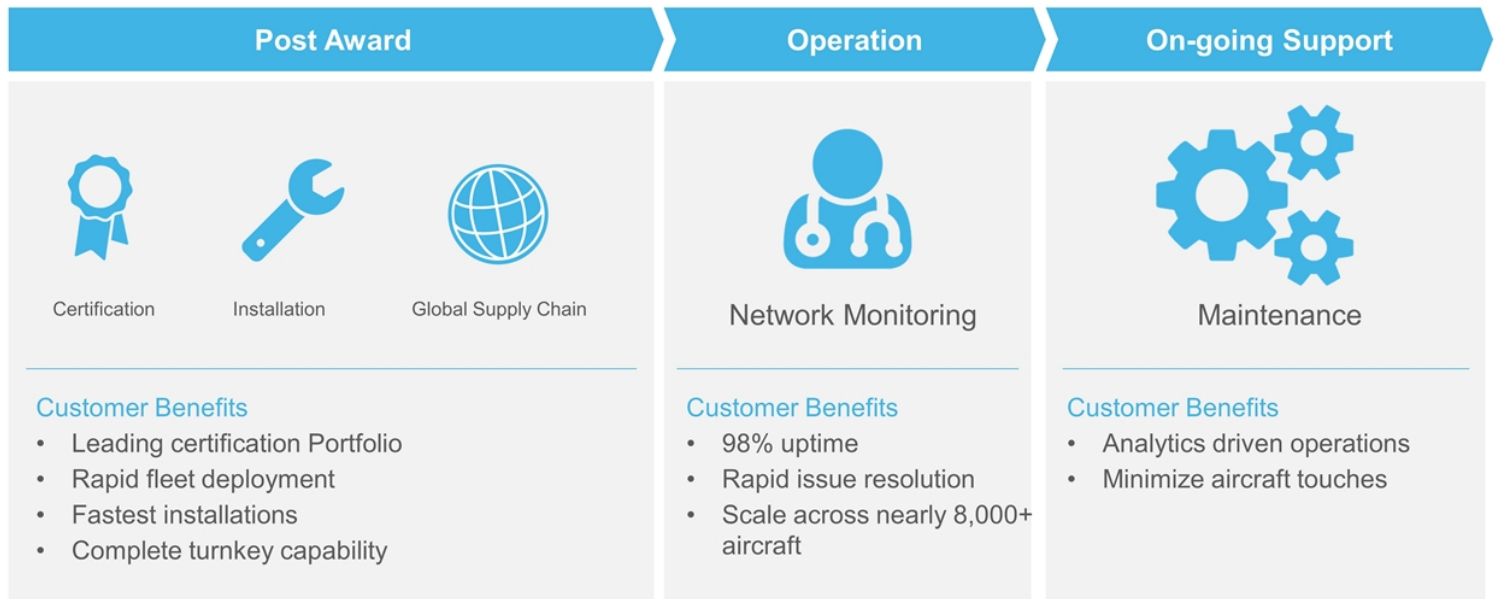 Post Award
Operation
On-going Support
Certification
Installation
Global Supply Chain
Network Monitoring
Maintenance
Customer Benefits
• Leading certification Portfolio
• Rapid fleet deployment
• Fastest installations
• Complete turnkey capability
Customer Benefits
• 98% uptime
• Rapid issue resolution
• Scale across nearly 8,000+
aircraft
Customer Benefits
• Analytics driven operations
• Minimize aircraft touches